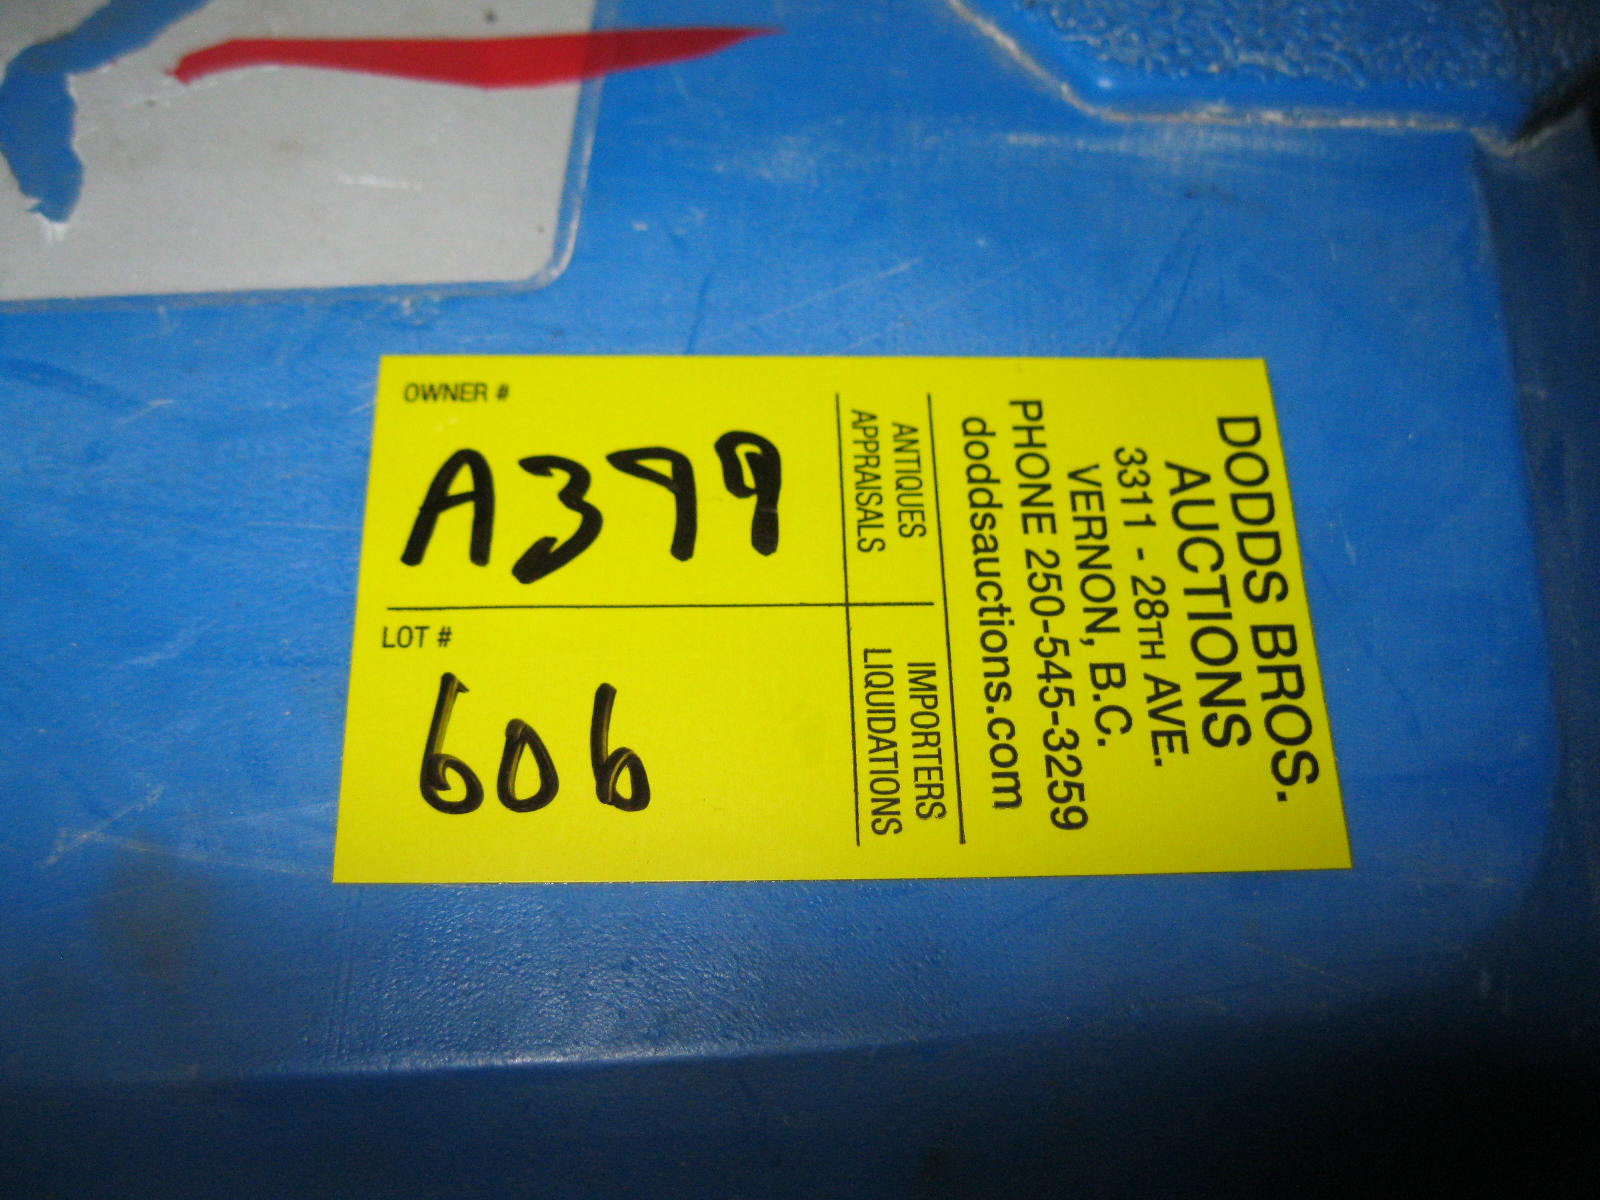 OWNER #
A379
LOT #
606
ANTIQUES
APPRAISALS
IMPORTERS
LIQUIDATIONS
DODDS BROS.
AUCTIONS
3311 - 28TH AVE.
VERNON, B.C.
PHONE 250-545-3259
doddsauctions.com